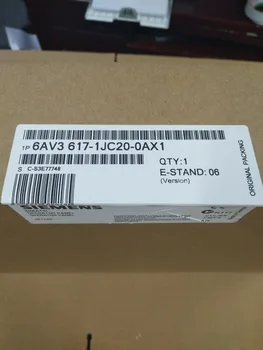 1P 6AV3 617-1JC20-0AX1
QTY:1
S C-S3E77748
E-STAND: 06
(Version)
ORIGINAL PACKING
SIEMENS